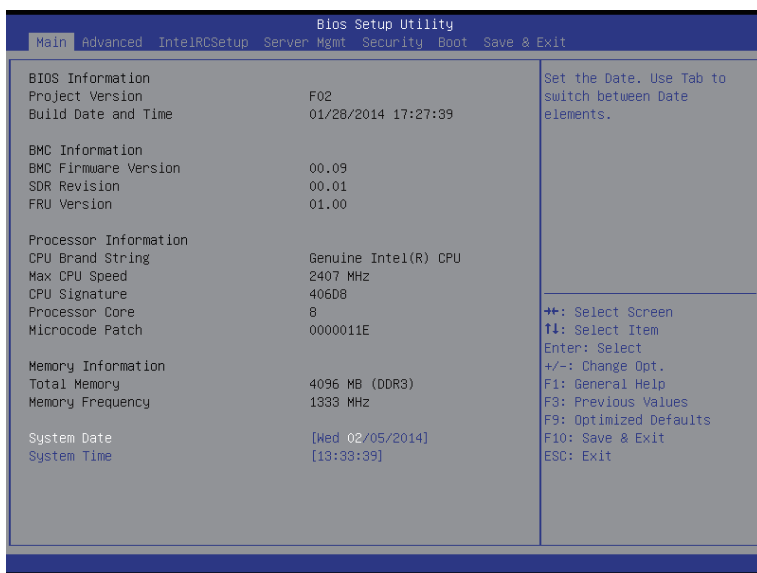 Bios Setup Utility
Main Advanced IntelRCSetup Server Mgmt Security Boot Save & Exit
BIOS Information
Project Version F02
Build Date and Time 01/28/2014 17:27:39
BMC Information
BMC Firmware Version 00.09
SDR Revision 00.01
FRU Version 01.00
Processor Information
CPU Brand String Genuine Intel(R) CPU
Max CPU Speed 2407 MHz
CPU Signature 406D8
Processor Core 8
Microcode Patch 0000011E
Memory Information
Total Memory 4096 MB (DDR3)
Memory Frequency 1333 MHz
System Date [Wed 02/05/2014]
System Time [13:33:39]
Set the Date. Use Tab to
switch between Date
elements.
→←: Select Screen
↑↓: Select Item
Enter: Select
+/-: Change Opt.
F1: General Help
F3: Previous Values
F9: Optimized Defaults
F10: Save & Exit
ESC: Exit